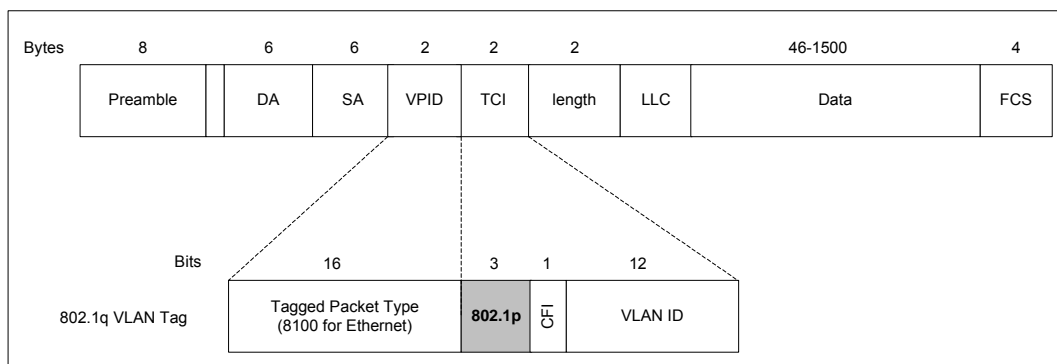 Bytes 8 6 6 2 2 2 46-1500 4
Preamble DA SA VPID TCI length LLC Data FCS
Bits 16 3 1 12
802.1q VLAN Tag
Tagged Packet Type
(8100 for Ethernet)
802.1p
CFI
VLAN ID